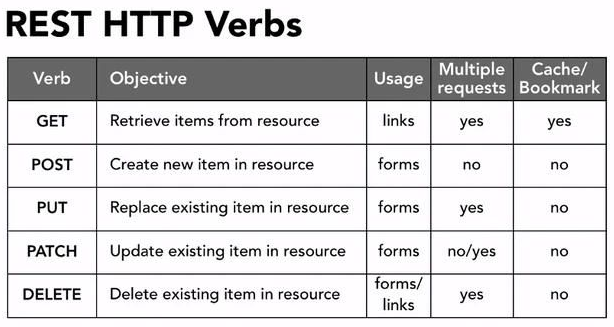 REST HTTP Verbs
Verb Objective Usage Multiple requests Cache/ Bookmark
GET Retrieve items from resource links yes yes
POST Create new item in resource forms no no
PUT Replace existing item in resource forms yes no
PATCH Update existing item in resource forms no/yes no
DELETE Delete existing item in resource forms/ links yes no